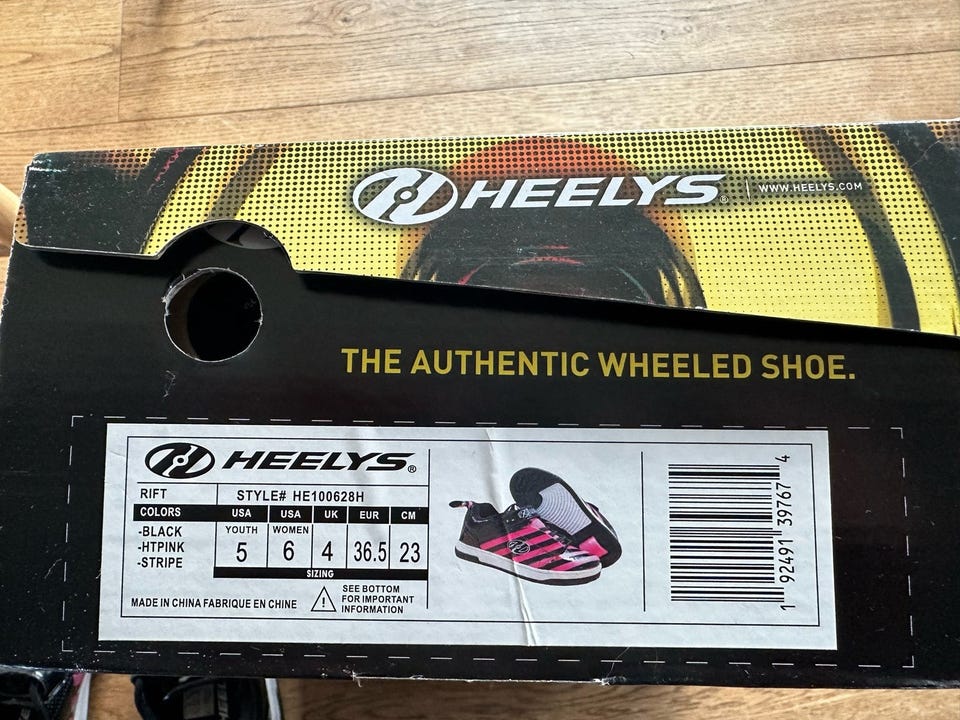 HEELYS® | WWW.HEELYS.COM
THE AUTHENTIC WHEELED SHOE.
HEELYS®
RIFT STYLE# HE100628H
COLORS USA USA UK EUR CM
-BLACK YOUTH WOMEN
-HTPINK 5 6 4 36.5 23
-STRIPE
SIZING
MADE IN CHINA FABRIQUE EN CHINE
! SEE BOTTOM
FOR IMPORTANT
INFORMATION
1 92491 39767 4